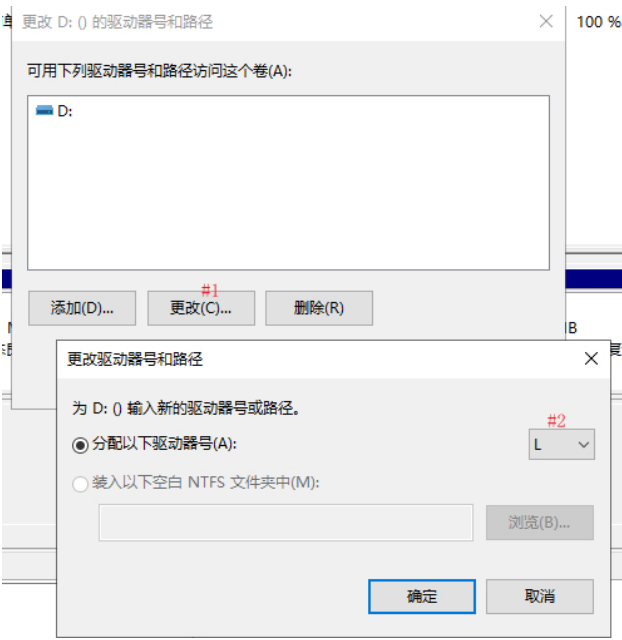 更改 D: () 的驱动器号和路径
100 %
可用下列驱动器号和路径访问这个卷(A):
D:
#1
添加(D)... 更改(C)... 删除(R)
更改驱动器号和路径
为 D: () 输入新的驱动器号或路径。
#2
分配以下驱动器号(A): L
装入以下空白 NTFS 文件夹中(M):
浏览(B)...
确定 取消